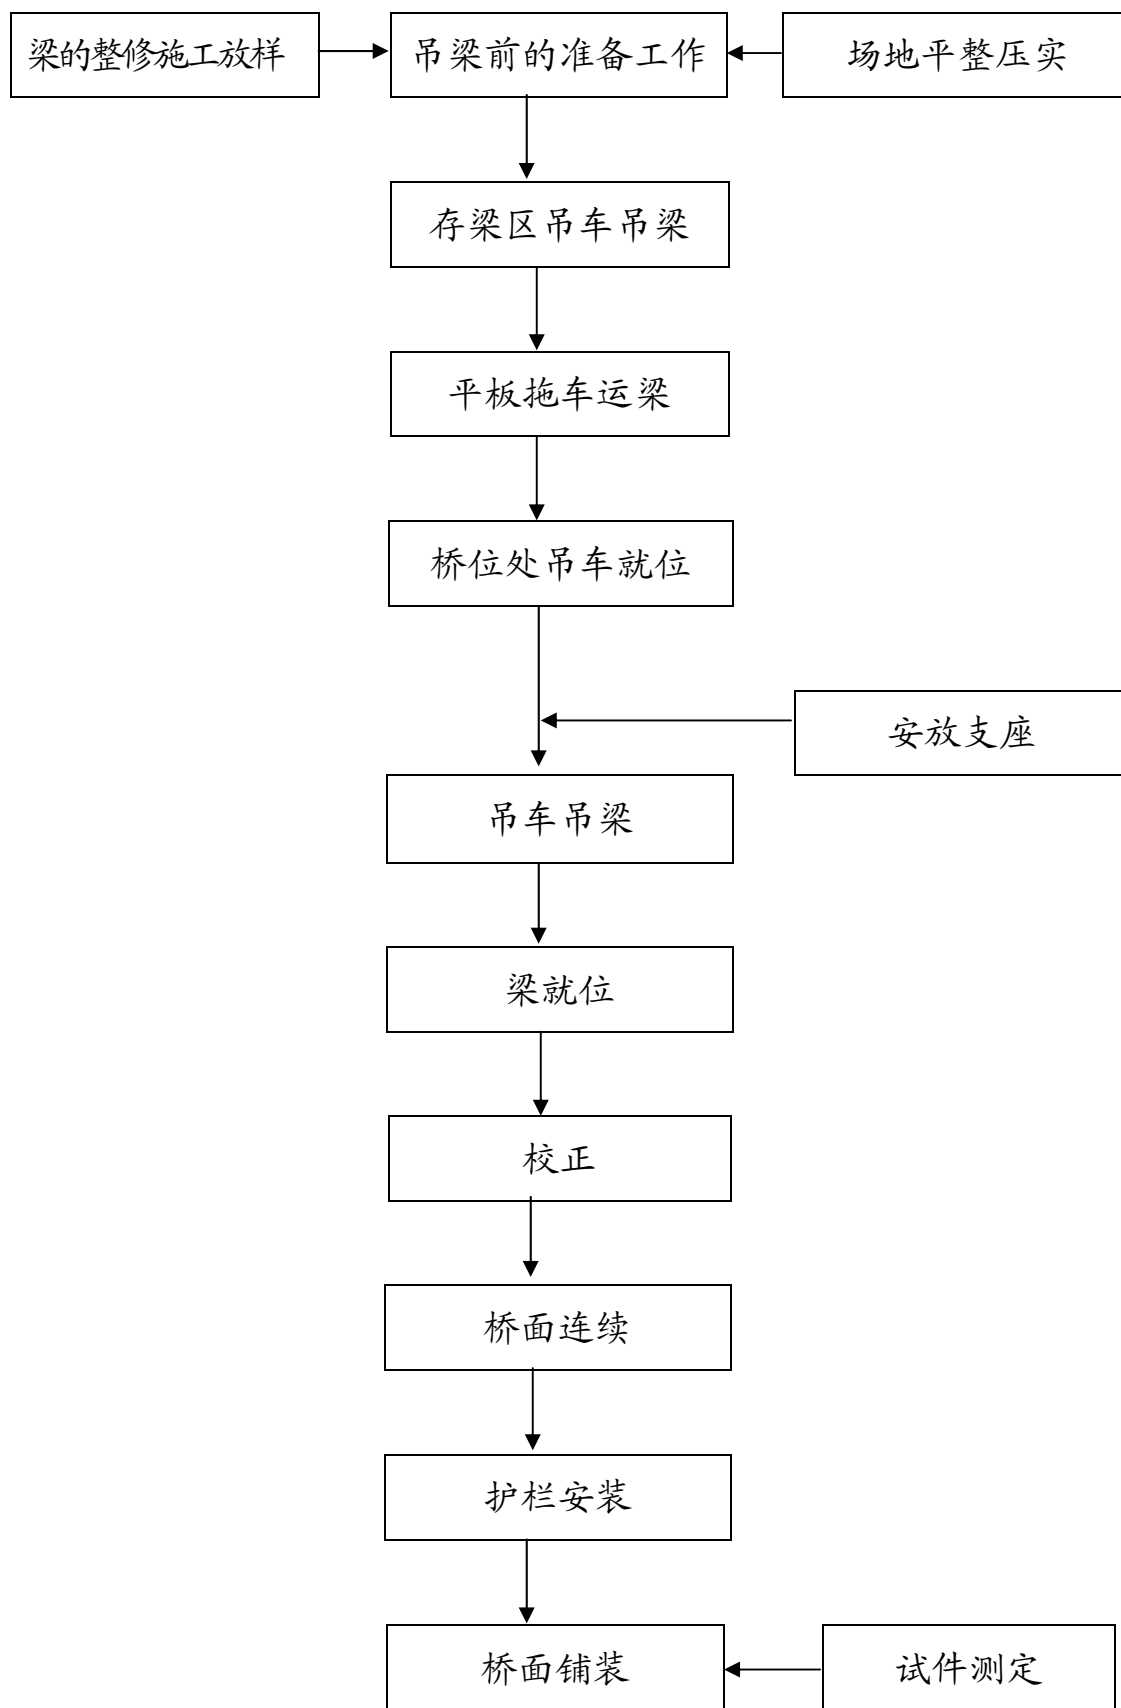 梁的整修施工放样
吊梁前的准备工作
场地平整压实
存梁区吊车吊梁
平板拖车运梁
桥位处吊车就位
安放支座
吊车吊梁
梁就位
校正
桥面连续
护栏安装
桥面铺装
试件测定